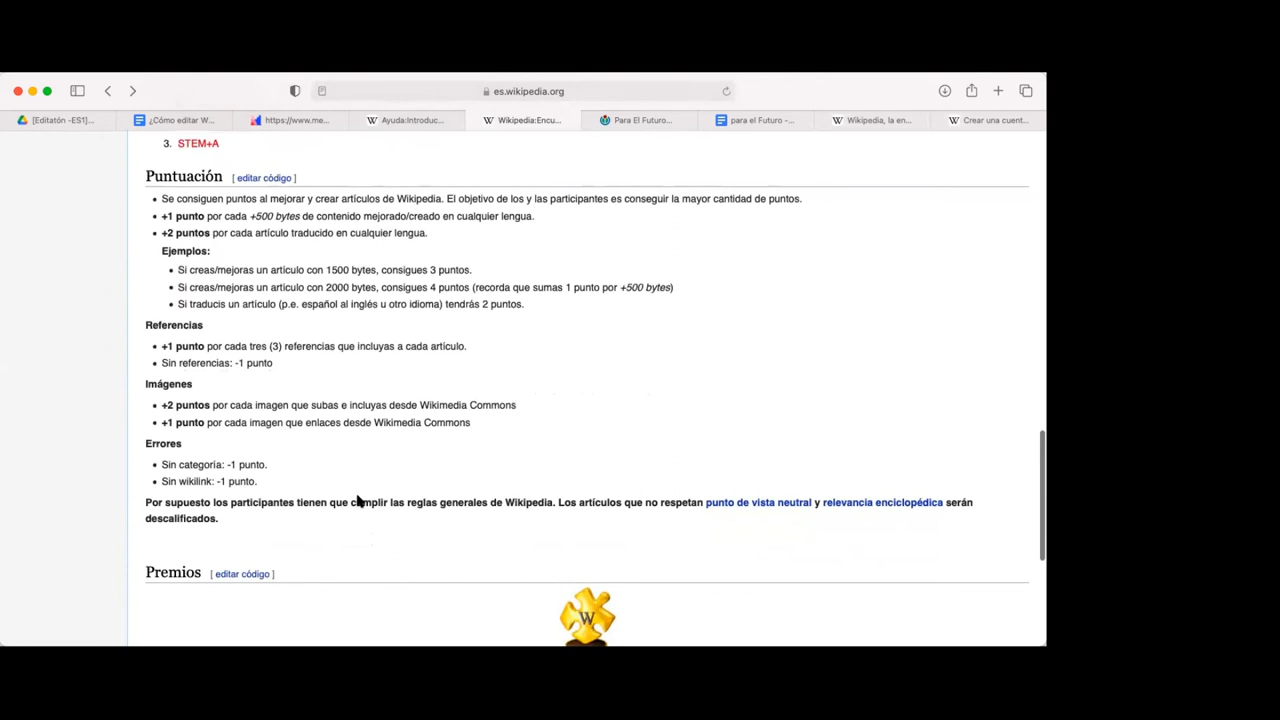 es.wikipedia.org
[Editatón -ES1]...
¿Cómo editar W...
https://www.me...
Ayuda:Introduc...
Wikipedia:Encu...
Para El Futuro...
para el Futuro -...
Wikipedia, la en...
Crear una cuent...
3. STEM+A
Puntuación [ editar código ]
• Se consiguen puntos al mejorar y crear artículos de Wikipedia. El objetivo de los y las participantes es conseguir la mayor cantidad de puntos.
• +1 punto por cada +500 bytes de contenido mejorado/creado en cualquier lengua.
• +2 puntos por cada artículo traducido en cualquier lengua.
Ejemplos:
• Si creas/mejoras un artículo con 1500 bytes, consigues 3 puntos.
• Si creas/mejoras un artículo con 2000 bytes, consigues 4 puntos (recorda que sumas 1 punto por +500 bytes)
• Si traducis un artículo (p.e. español al inglés u otro idioma) tendrás 2 puntos.
Referencias
• +1 punto por cada tres (3) referencias que incluyas a cada artículo.
• Sin referencias: -1 punto
Imágenes
• +2 puntos por cada imagen que subas e incluyas desde Wikimedia Commons
• +1 punto por cada imagen que enlaces desde Wikimedia Commons
Errores
• Sin categoría: -1 punto.
• Sin wikilink: -1 punto.
Por supuesto los participantes tienen que cumplir las reglas generales de Wikipedia. Los artículos que no respetan punto de vista neutral y relevancia enciclopédica serán
descalificados.
Premios [ editar código ]
W